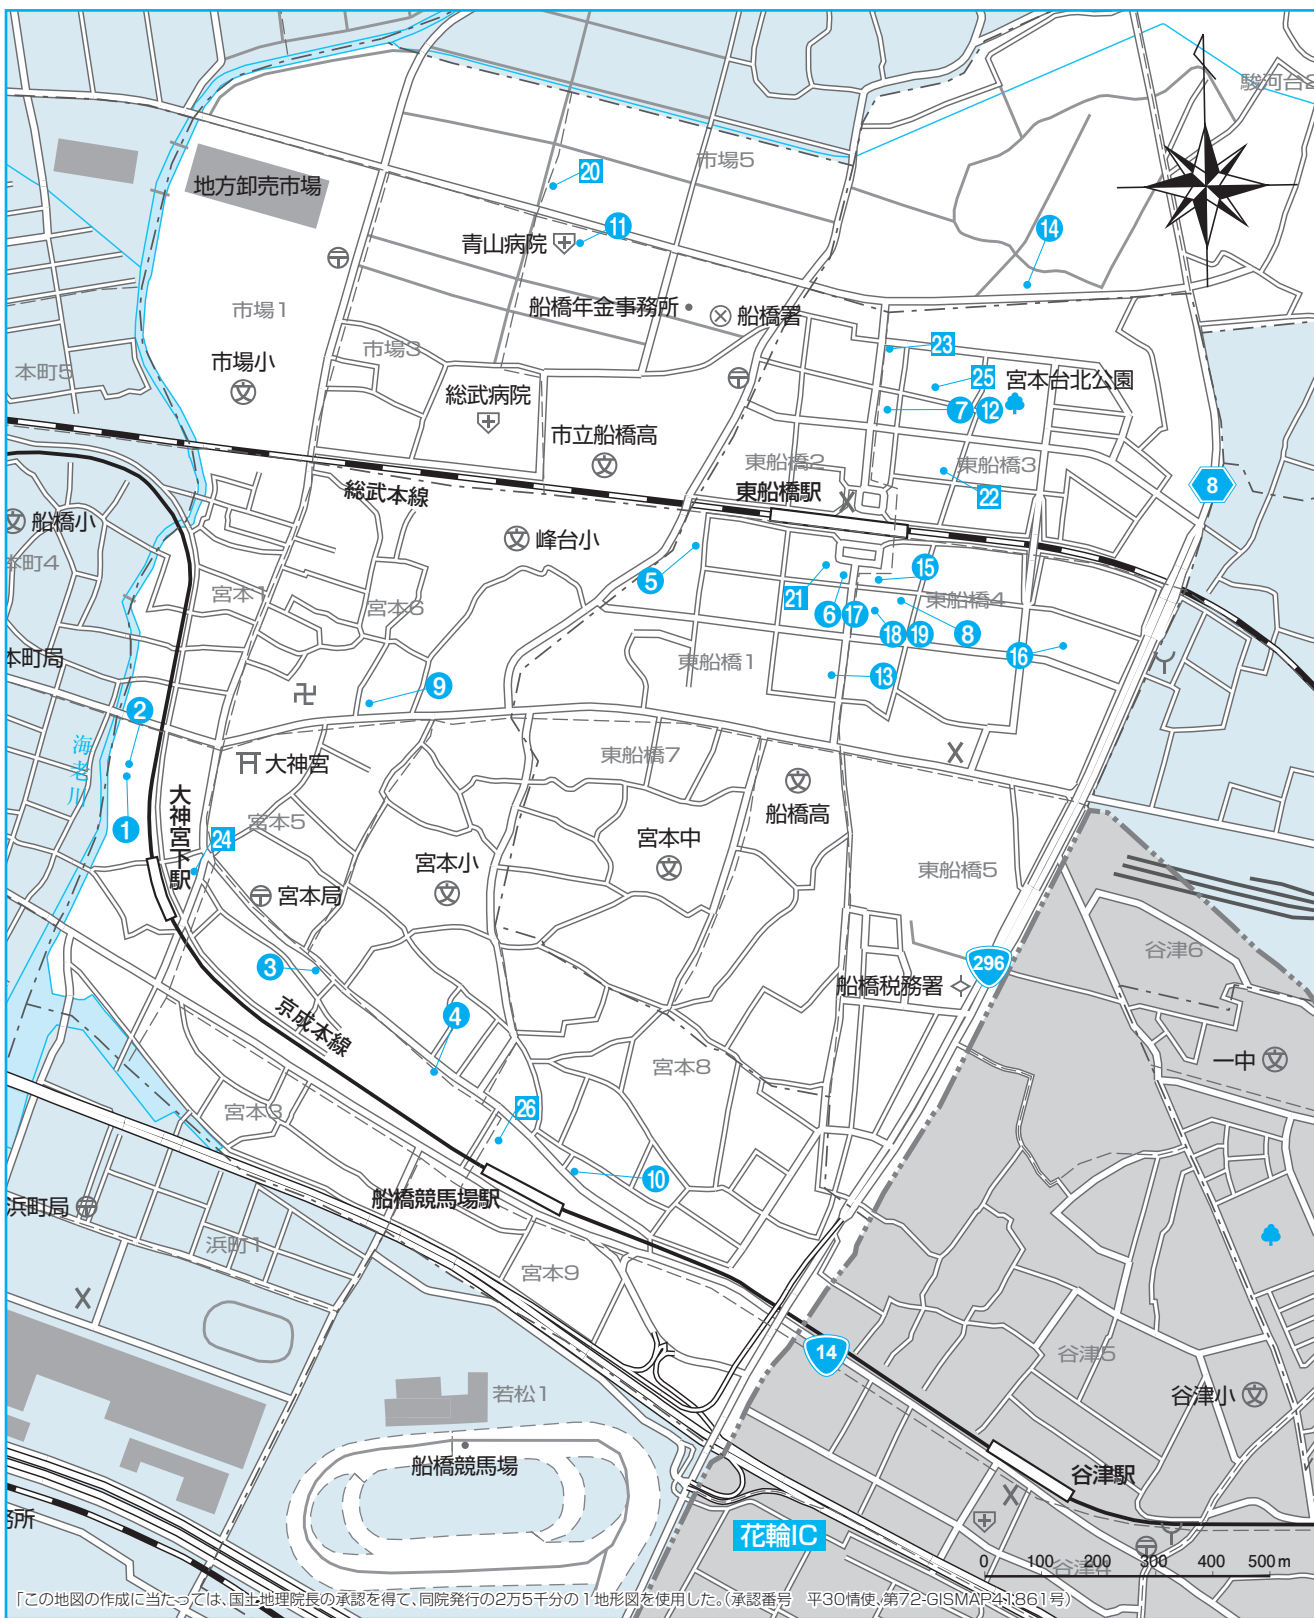 駿河台2
市場5
20
地方卸売市場
11
青山病院
14
船橋年金事務所
船橋署
市場1
市場3
23
市場小
本町5
25
宮本台北公園
総武病院
7 12
市立船橋高
東船橋2
東船橋3
8
総武本線
東船橋駅
22
船橋小
峰台小
本町4
5
15
宮本1
宮本6
21
東船橋4
6 17
18 19
8
16
本町局
東船橋1
9
13
2
海老川
大神宮
東船橋7
大神宮下駅
船橋高
1
宮本5
24
宮本小
宮本中
東船橋5
宮本局
谷津6
3
296
船橋税務署
京成本線
4
一中
宮本8
宮本3
26
10
船橋競馬場駅
浜町局
浜町1
宮本9
14
谷津5
若松1
谷津小
船橋競馬場
谷津駅
務所
花輪IC
谷津4
0 100 200 300 400 500m
「この地図の作成に当たっては、国土地理院長の承認を得て、同院発行の2万5千分の1地形図を使用した。(承認番号　平30情使、第72-GISMAP41861号)